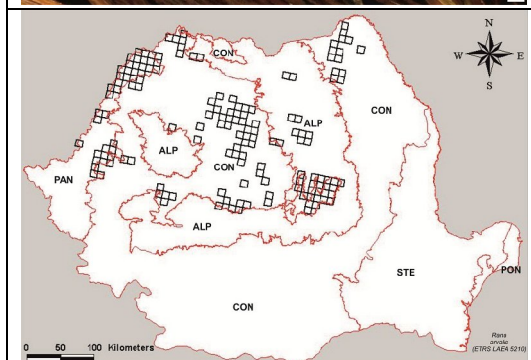 N
W E
S
CON
CON
ALP
ALP
PAN
CON
ALP
STE
PON
CON
0 50 100 Kilometers
Rana
arvalis
(ETRS LAEA 5210)